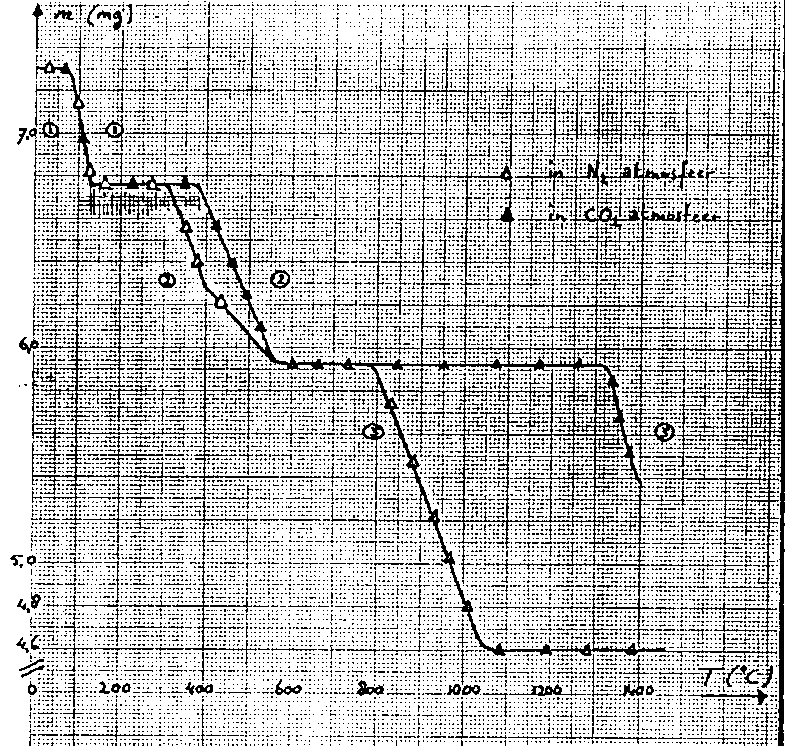 m (mg)
7,0
① ①
△ in N₂ atmosfeer
▲ in CO₂ atmosfeer
② ②
6,0
③ ③
5,0
4,8
4,6
0 200 400 600 800 1000 1200 1400 T (°C)